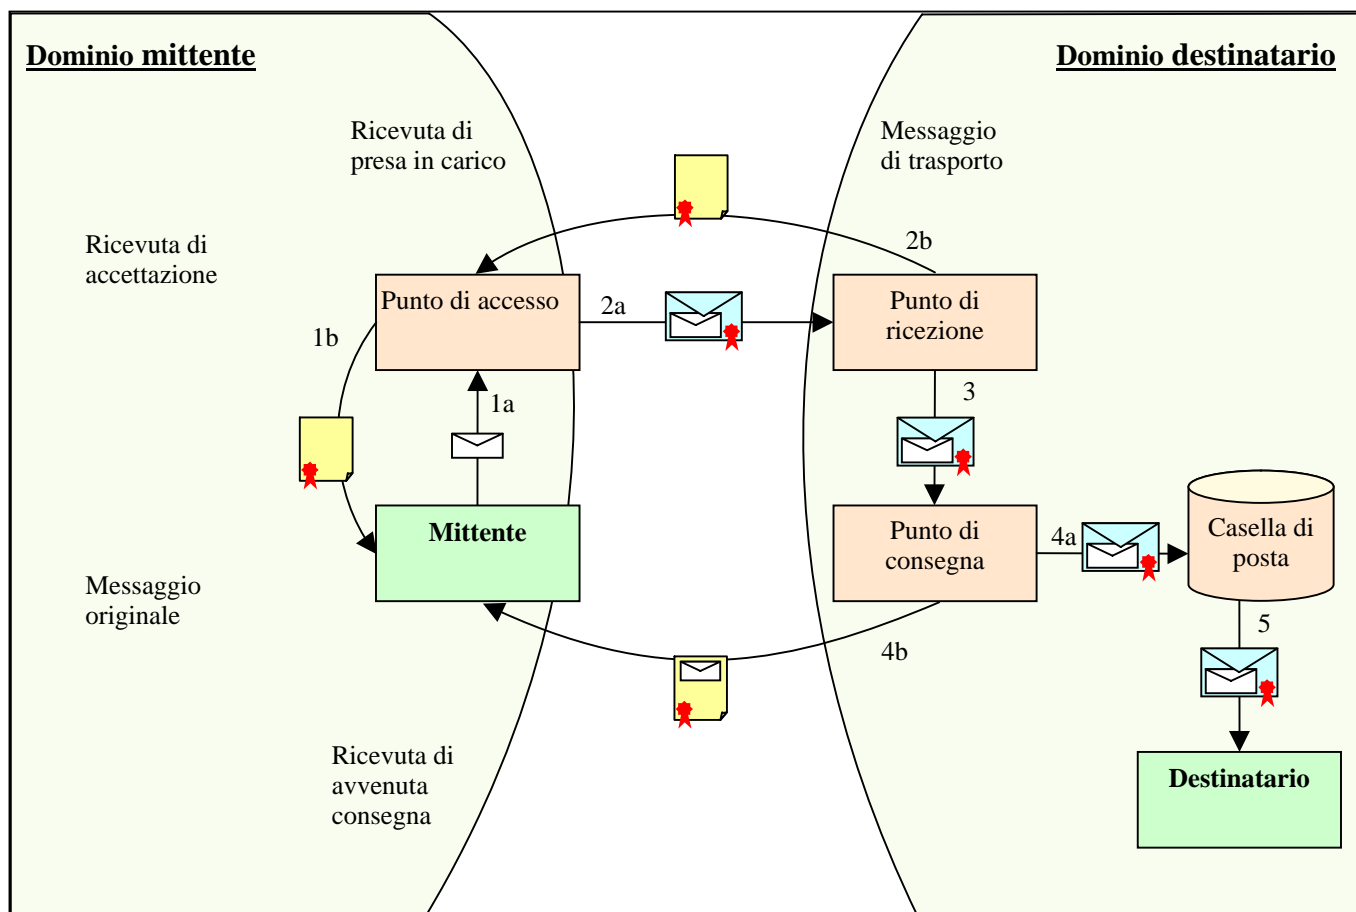 Dominio mittente
Dominio destinatario
Ricevuta di
presa in carico
Messaggio
di trasporto
Ricevuta di
accettazione
2b
Punto di accesso
2a
Punto di
ricezione
1b
1a
3
Mittente
Punto di
consegna
4a
Casella di
posta
Messaggio
originale
4b
5
Ricevuta di
avvenuta
consegna
Destinatario